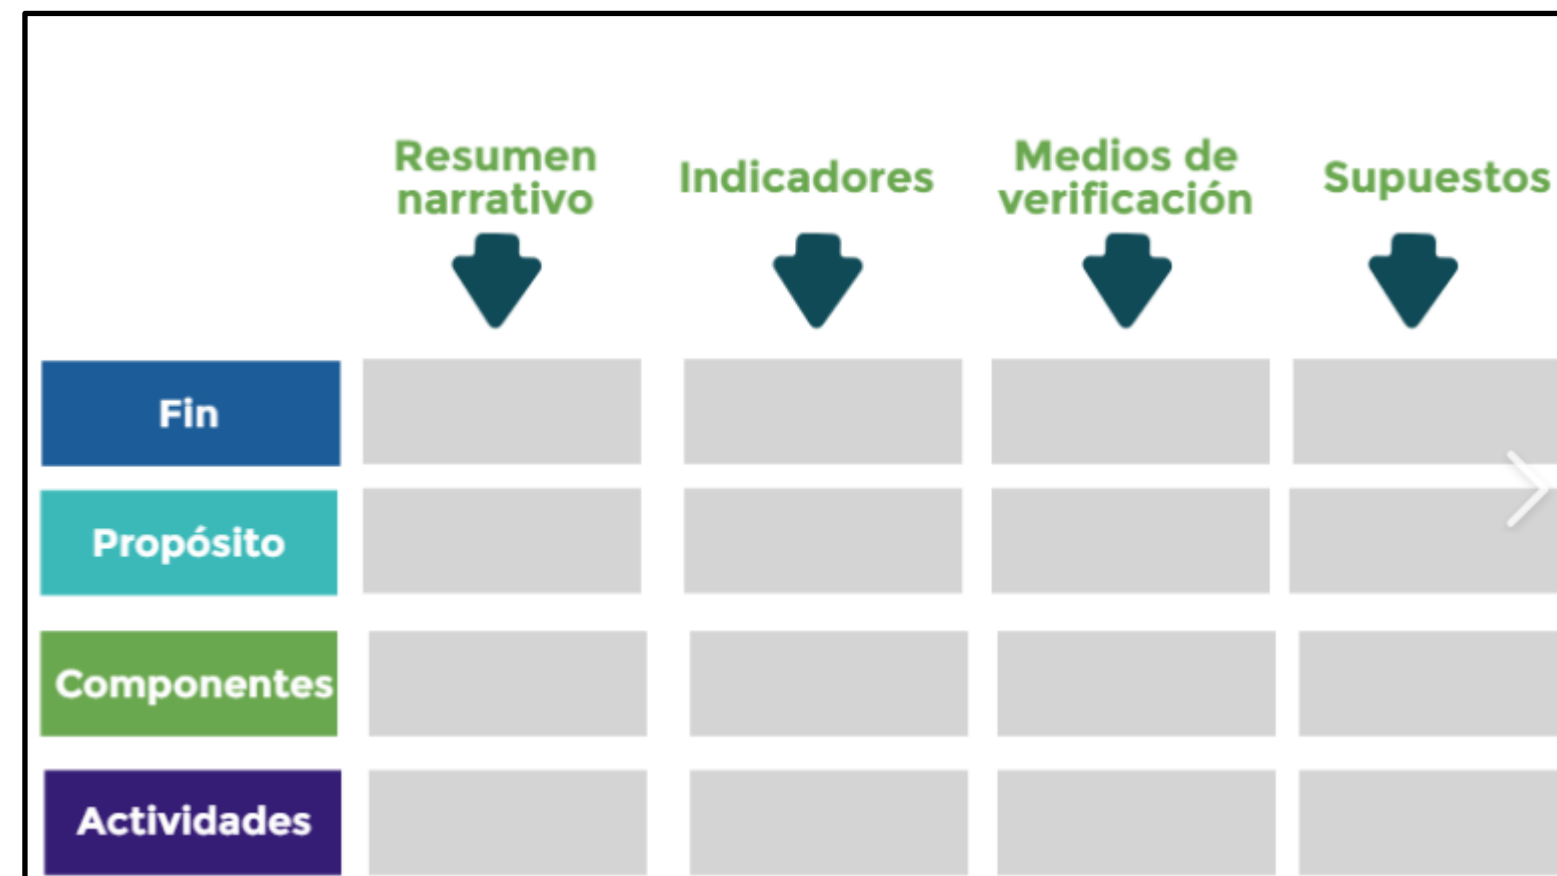 Resumen
narrativo
Indicadores
Medios de
verificación
Supuestos
Fin
Propósito
Componentes
Actividades